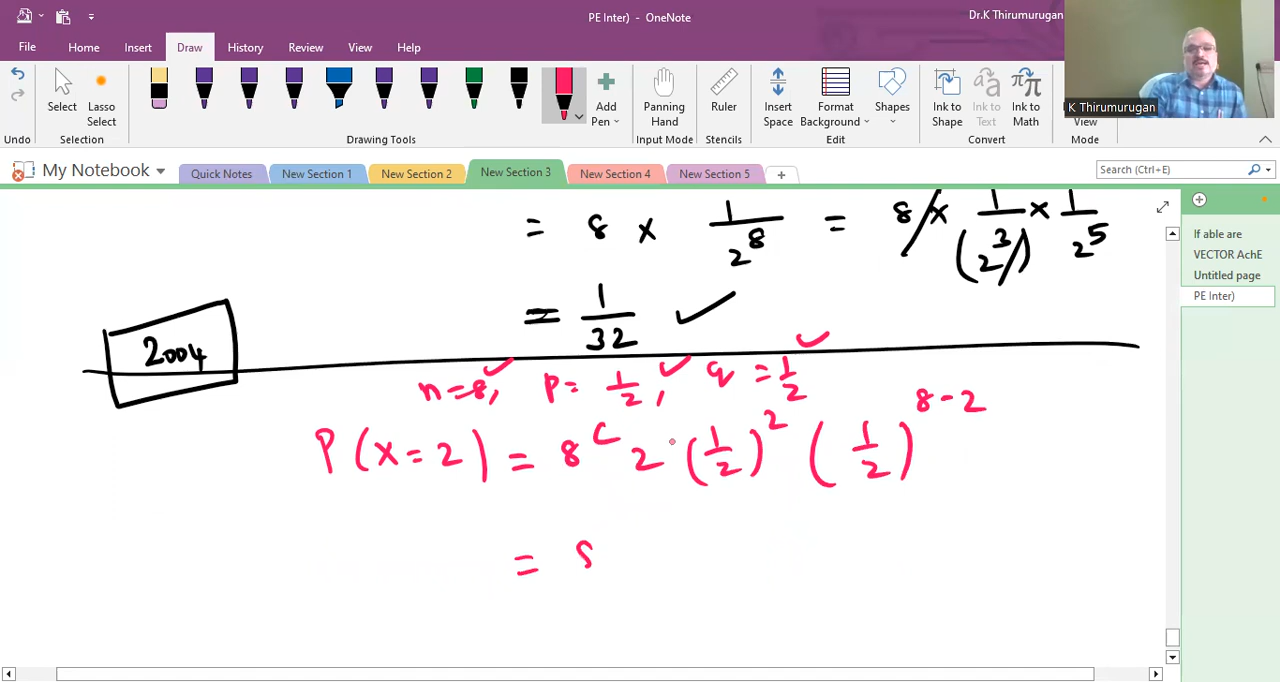 PE Inter) - OneNote
Dr.K Thirumurugan
File Home Insert Draw History Review View Help
Undo
Select
Lasso Select
Selection
Drawing Tools
Add Pen
Panning Hand
Input Mode
Ruler
Stencils
Insert Space
Format Background
Shapes
Edit
Ink to Shape
Ink to Text
Ink to Math
Convert
View
Mode
K Thirumurugan
My Notebook
Quick Notes New Section 1 New Section 2 New Section 3 New Section 4 New Section 5
Search (Ctrl+E)
If able are
VECTOR AchE
Untitled page
PE Inter)
= 8 x 1/2^8 = 8 x 1/(2^3) x 1/2^5
= 1/32 ✓
2004
n=8, ✓ p= 1/2, ✓ q = 1/2 ✓
P(X=2) = 8 C 2 · (1/2)^2 (1/2)^8-2
= 8